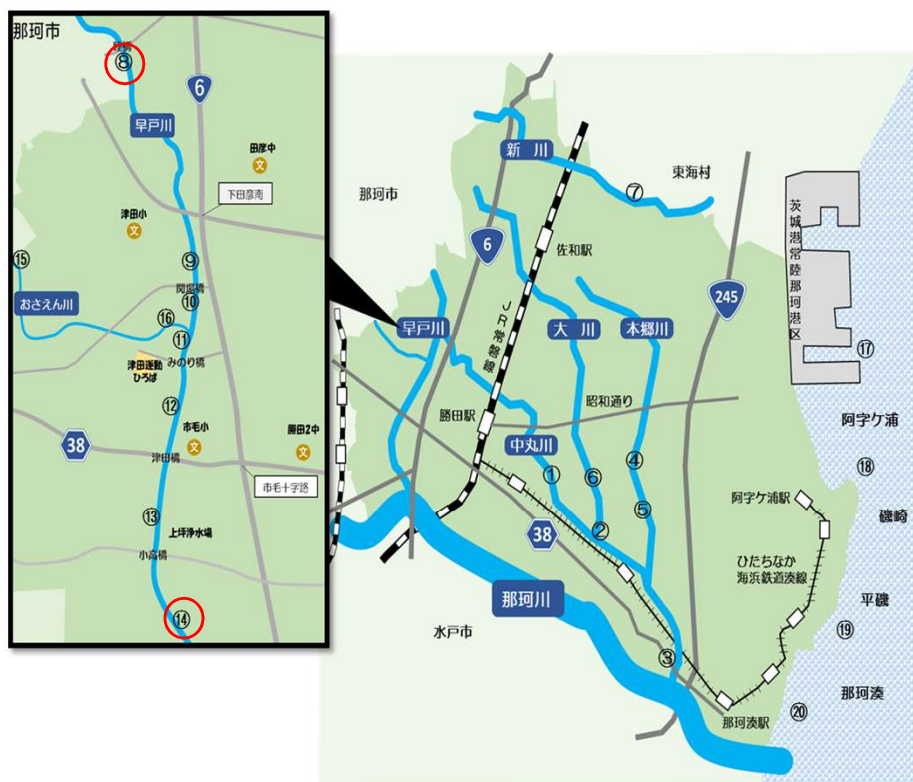 那珂市
⑧
6
早戸川
田彦中
文
下田彦南
津田小
文
⑮
⑨
関場橋
⑩
おさえん川
⑯
⑪
みのり橋
津田運動
ひろば
⑫
市毛小
文
勝田2中
文
38
津田橋
市毛十字路
⑬
上坪浄水場
小高橋
⑭
新川
東海村
⑦
那珂市
6
佐和駅
茨城港常陸那珂港区
245
早戸川
JR常磐線
大川
本郷川
⑰
昭和通り
勝田駅
阿字ケ浦
中丸川
①
⑥
④
⑱
⑤
阿字ケ浦駅
磯崎
38
②
ひたちなか
海浜鉄道湊線
那珂川
平磯
水戸市
⑲
③
那珂湊
⑳
那珂湊駅